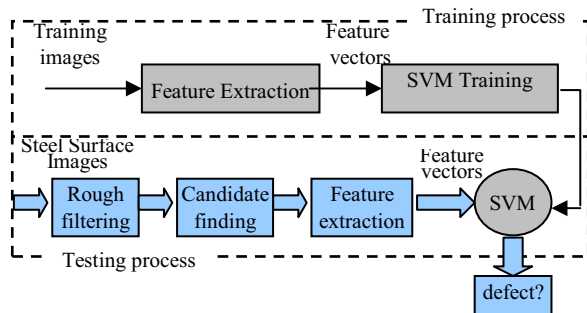 Training process
Training
images
Feature
vectors
Feature Extraction
SVM Training
Steel Surface
Images
Rough
filtering
Candidate
finding
Feature
extraction
Feature
vectors
SVM
Testing process
defect?